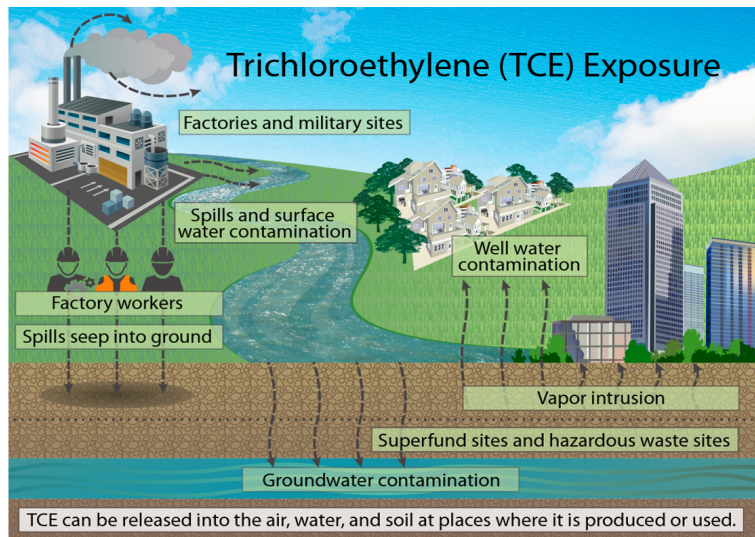 Trichloroethylene (TCE) Exposure
Factories and military sites
Spills and surface
water contamination
Well water
contamination
Factory workers
Spills seep into ground
Vapor intrusion
Superfund sites and hazardous waste sites
Groundwater contamination
TCE can be released into the air, water, and soil at places where it is produced or used.